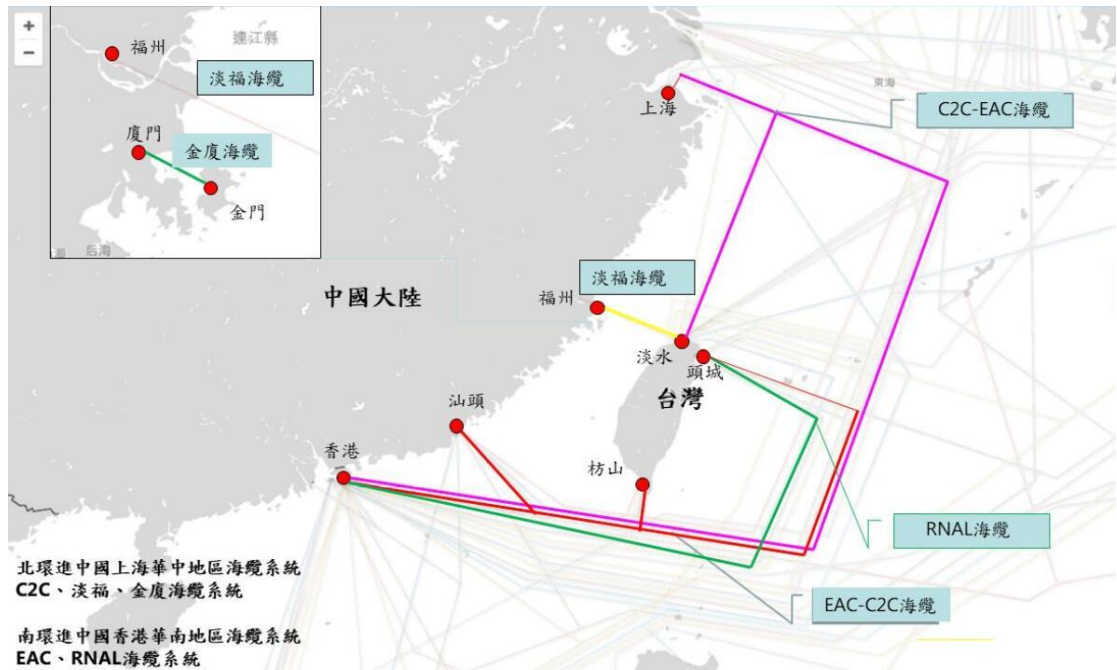 +
−
連江縣
福州
淡福海纜
廈門
金廈海纜
金門
后海
東海
上海
C2C-EAC海纜
中國大陸
淡福海纜
福州
淡水
頭城
台灣
汕頭
香港
枋山
RNAL海纜
EAC-C2C海纜
北環進中國上海華中地區海纜系統
C2C、淡福、金廈海纜系統
南環進中國香港華南地區海纜系統
EAC、RNAL海纜系統